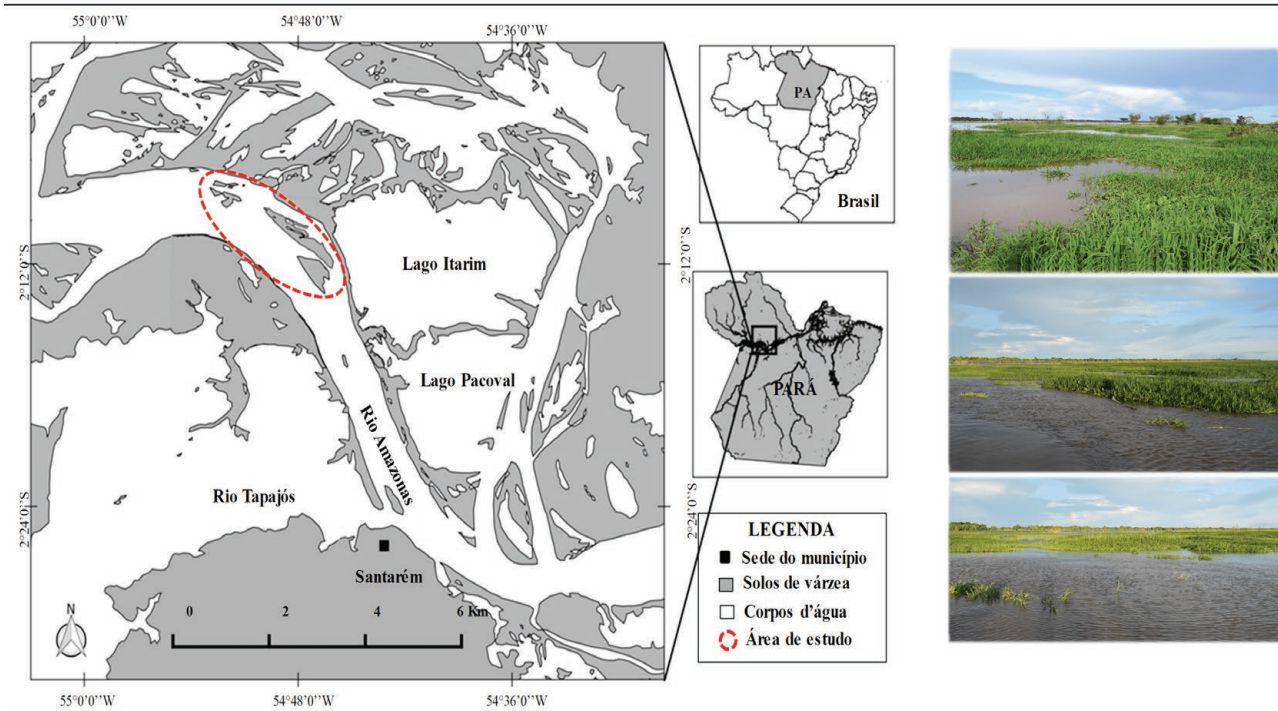 55°0'0''W
54°48'0''W
54°36'0''W
PA
Brasil
2°12'0''S
2°12'0''S
Lago Itarim
Lago Pacoval
PARÁ
Rio Amazonas
Rio Tapajós
2°24'0''S
2°24'0''S
LEGENDA
Sede do município
Solos de várzea
Corpos d'água
Área de estudo
Santarém
0 2 4 6 Km
N
55°0'0''W
54°48'0''W
54°36'0''W